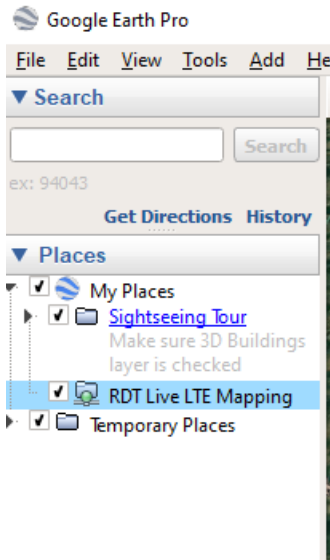 Google Earth Pro
File Edit View Tools Add He
Search
Search
ex: 94043
Get Directions History
Places
My Places
Sightseeing Tour
Make sure 3D Buildings
layer is checked
RDT Live LTE Mapping
Temporary Places